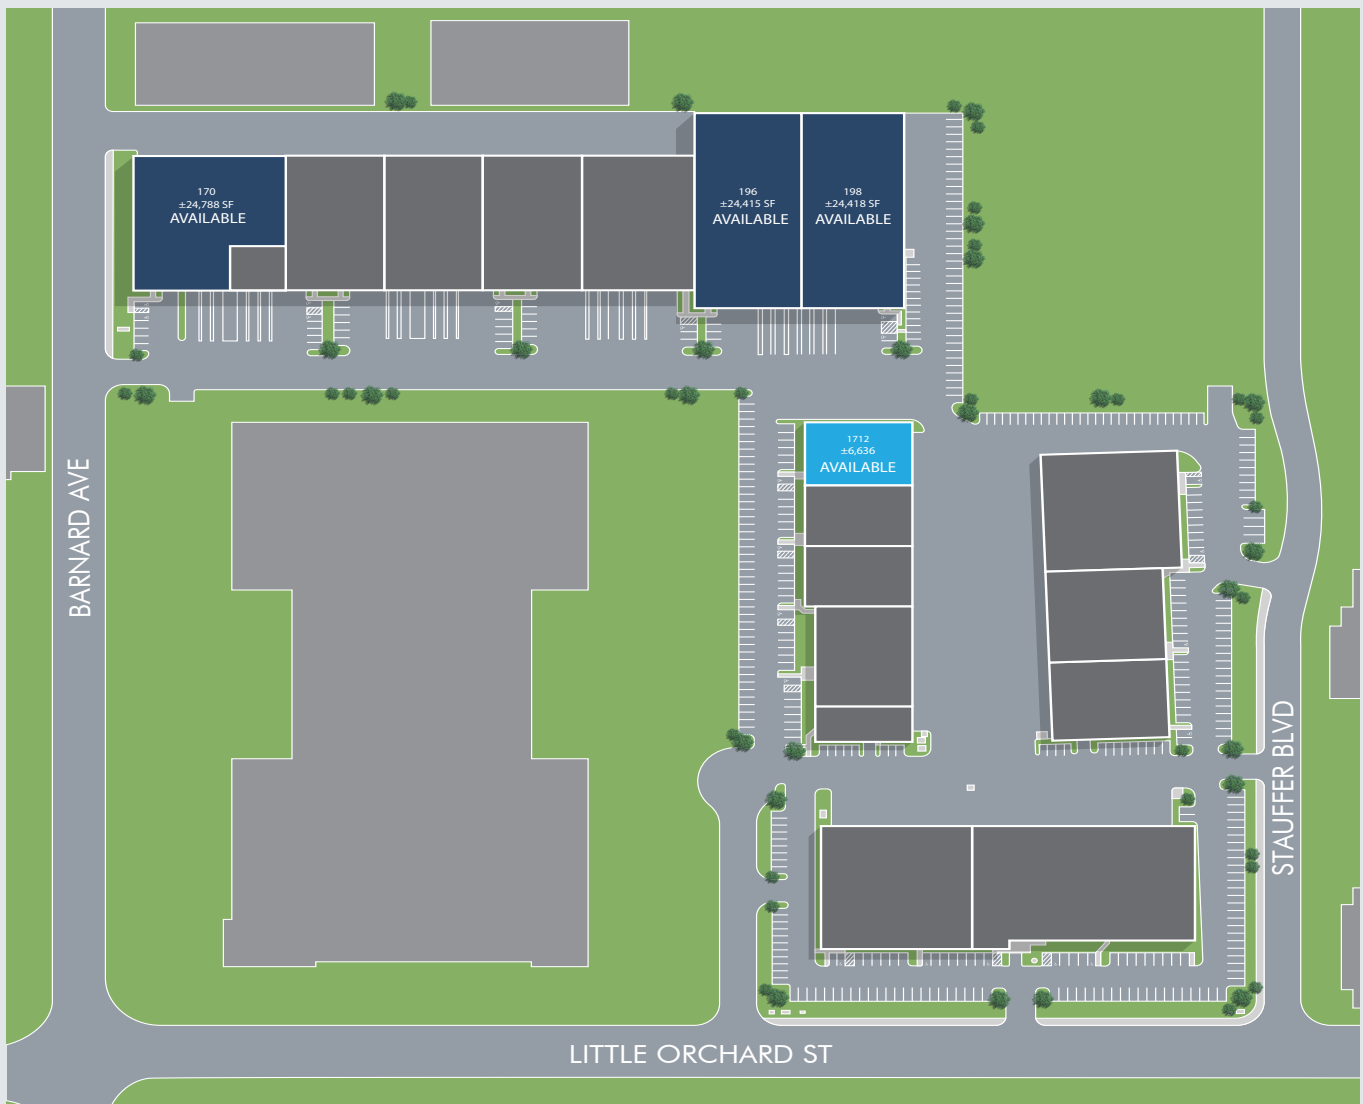 170
±24,788 SF
AVAILABLE
196
±24,415 SF
AVAILABLE
198
±24,418 SF
AVAILABLE
1712
±6,636
AVAILABLE
BARNARD AVE
STAUFFER BLVD
LITTLE ORCHARD ST